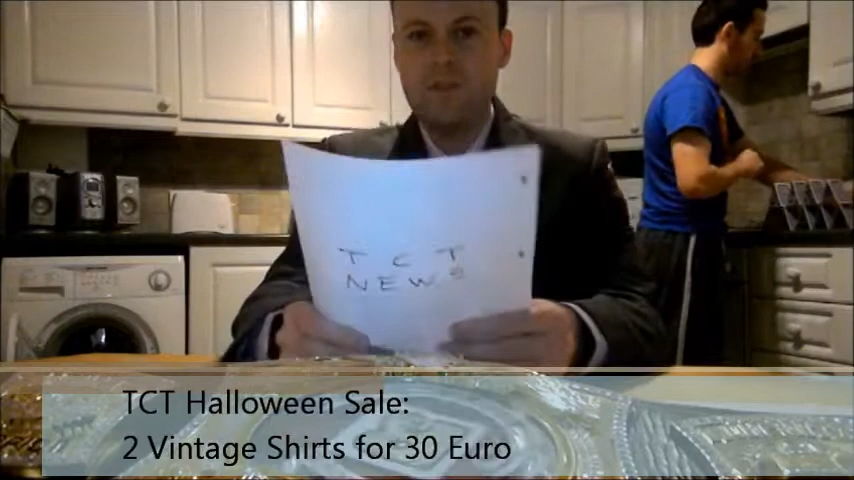 TCT
NEWS
TCT Halloween Sale:
2 Vintage Shirts for 30 Euro